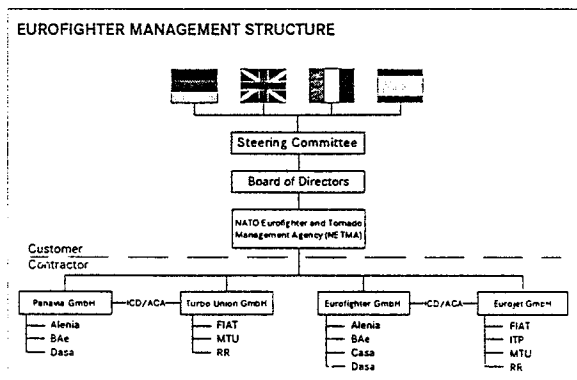 EUROFIGHTER MANAGEMENT STRUCTURE
Steering Committee
Board of Directors
NATO Eurofighter and Tornado
Management Agency (NETMA)
Customer
Contractor
Panavia GmbH
ICD/ACA
Turbo Union GmbH
Eurofighter GmbH
ICD/ACA
Eurojet GmbH
Alenia
BAe
Dasa
FIAT
MTU
RR
Alenia
BAe
Casa
Dasa
FIAT
ITP
MTU
RR